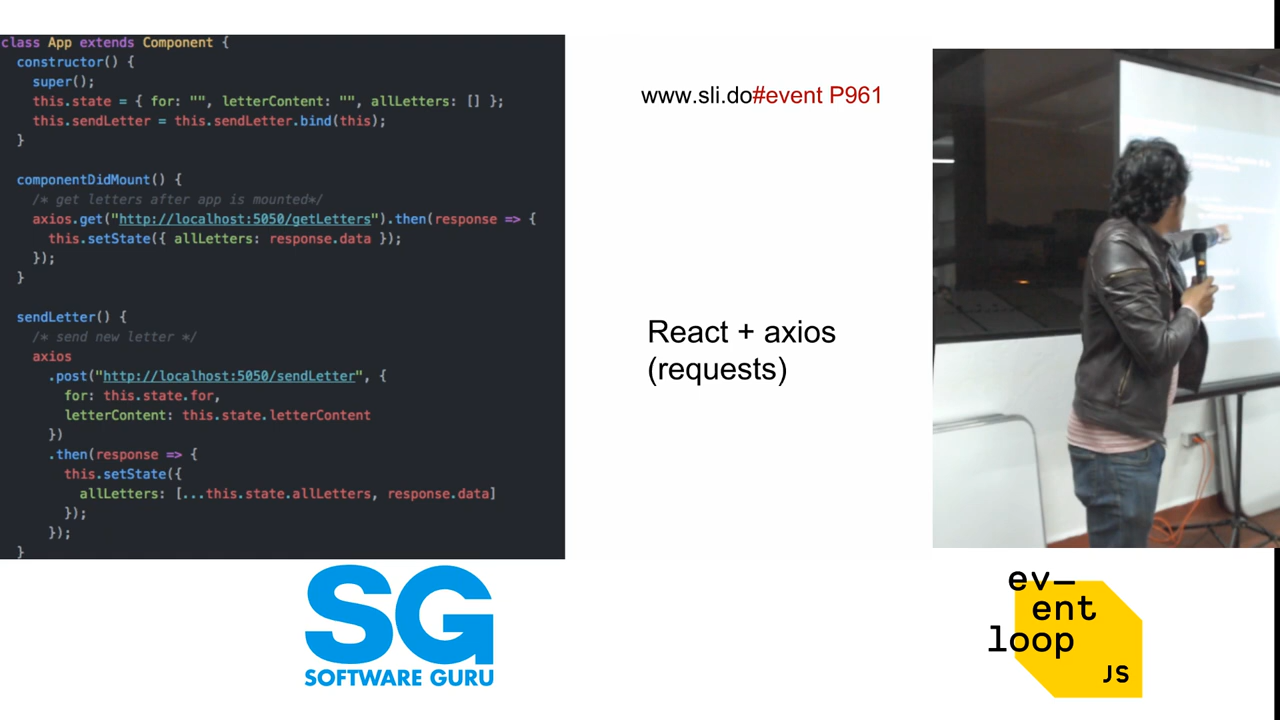 class App extends Component {
constructor() {
super();
this.state = { for: "", letterContent: "", allLetters: [] };
this.sendLetter = this.sendLetter.bind(this);
}
componentDidMount() {
/* get letters after app is mounted*/
axios.get("http://localhost:5050/getLetters").then(response => {
this.setState({ allLetters: response.data });
});
}
sendLetter() {
/* send new letter */
axios
.post("http://localhost:5050/sendLetter", {
for: this.state.for,
letterContent: this.state.letterContent
})
.then(response => {
this.setState({
allLetters: [...this.state.allLetters, response.data]
});
});
}
www.sli.do#event P961
React + axios
(requests)
SG
SOFTWARE GURU
ev—
ent
loop
JS